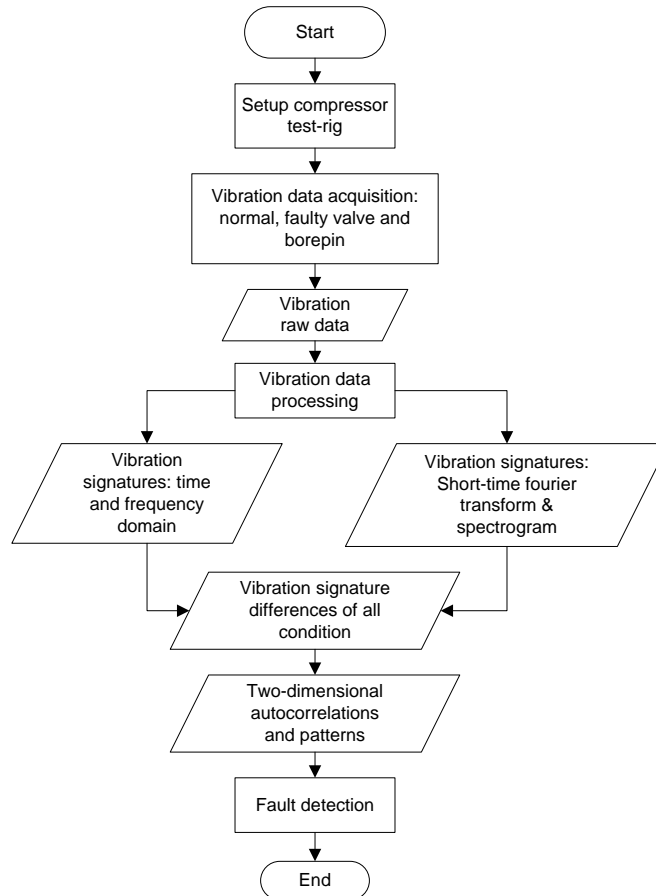 Start
Setup compressor
test-rig
Vibration data acquisition:
normal, faulty valve and
borepin
Vibration
raw data
Vibration data
processing
Vibration
signatures: time
and frequency
domain
Vibration signatures:
Short-time fourier
transform &
spectrogram
Vibration signature
differences of all
condition
Two-dimensional
autocorrelations
and patterns
Fault detection
End